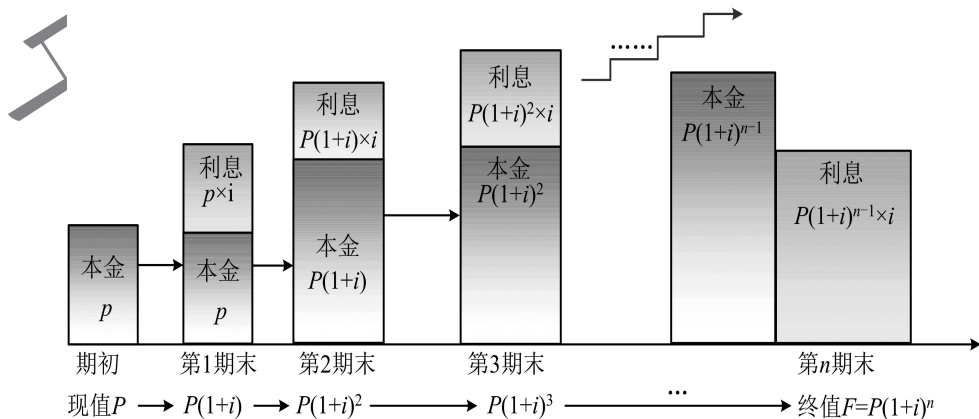 ……
利息
P(1+i)²×i
本金
P(1+i)ⁿ⁻¹
利息
P(1+i)×i
利息
p×i
本金
P(1+i)²
利息
P(1+i)ⁿ⁻¹×i
本金
p
本金
p
本金
P(1+i)
期初
第1期末
第2期末
第3期末
第n期末
现值P P(1+i) P(1+i)² P(1+i)³ … 终值F=P(1+i)ⁿ